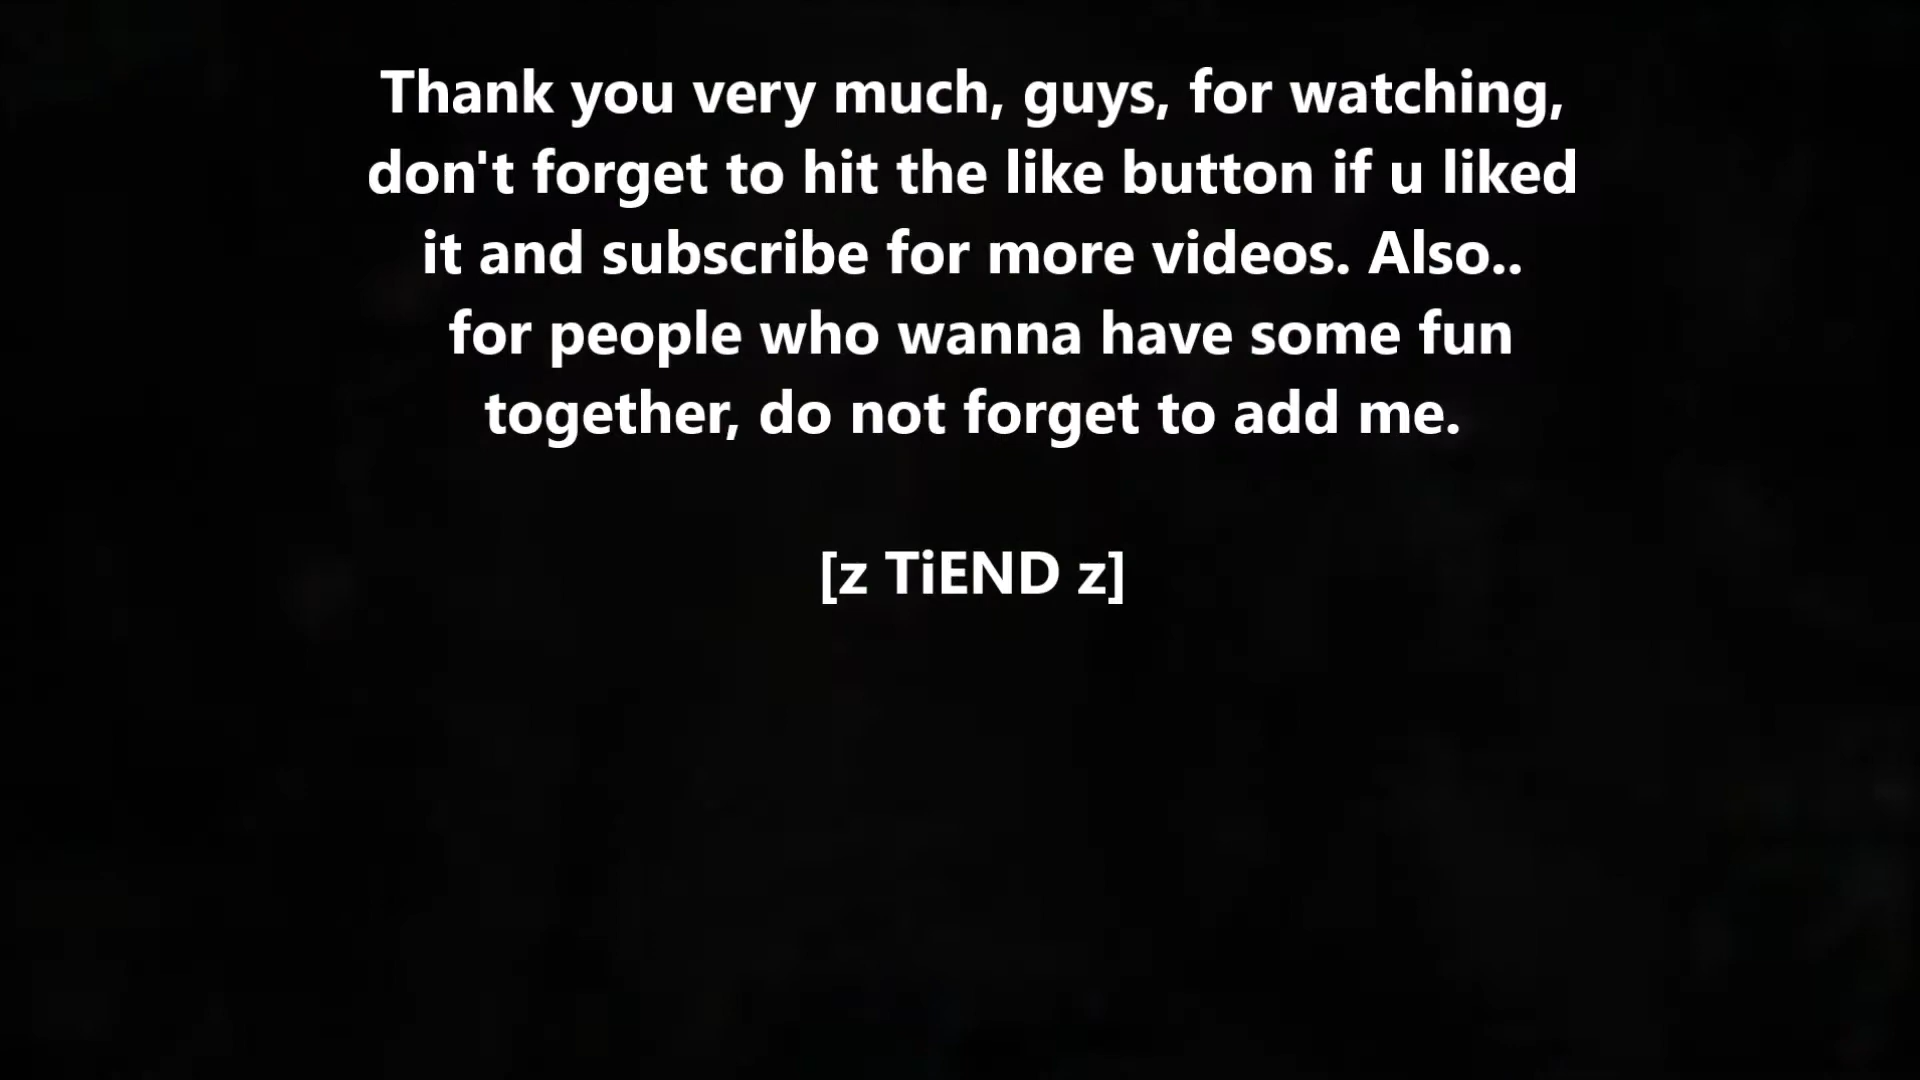 Thank you very much, guys, for watching,
don't forget to hit the like button if u liked
it and subscribe for more videos. Also..
for people who wanna have some fun
together, do not forget to add me.
[z TiEND z]